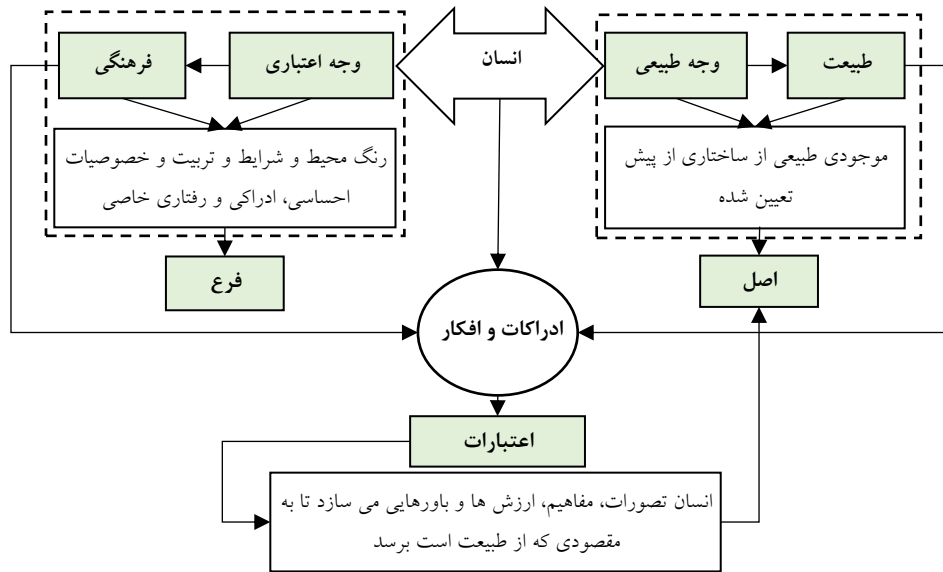 انسان
طبیعت
وجه طبیعی
وجه اعتباری
فرهنگی
موجودی طبیعی از ساختاری از پیش
تعیین شده
رنگ محیط و شرایط و تربیت و خصوصیات
احساسی، ادراکی و رفتاری خاصی
اصل
فرع
ادراکات و افکار
اعتبارات
انسان تصورات، مفاهیم، ارزش ها و باورهایی می سازد تا به
مقصودی که از طبیعت است برسد